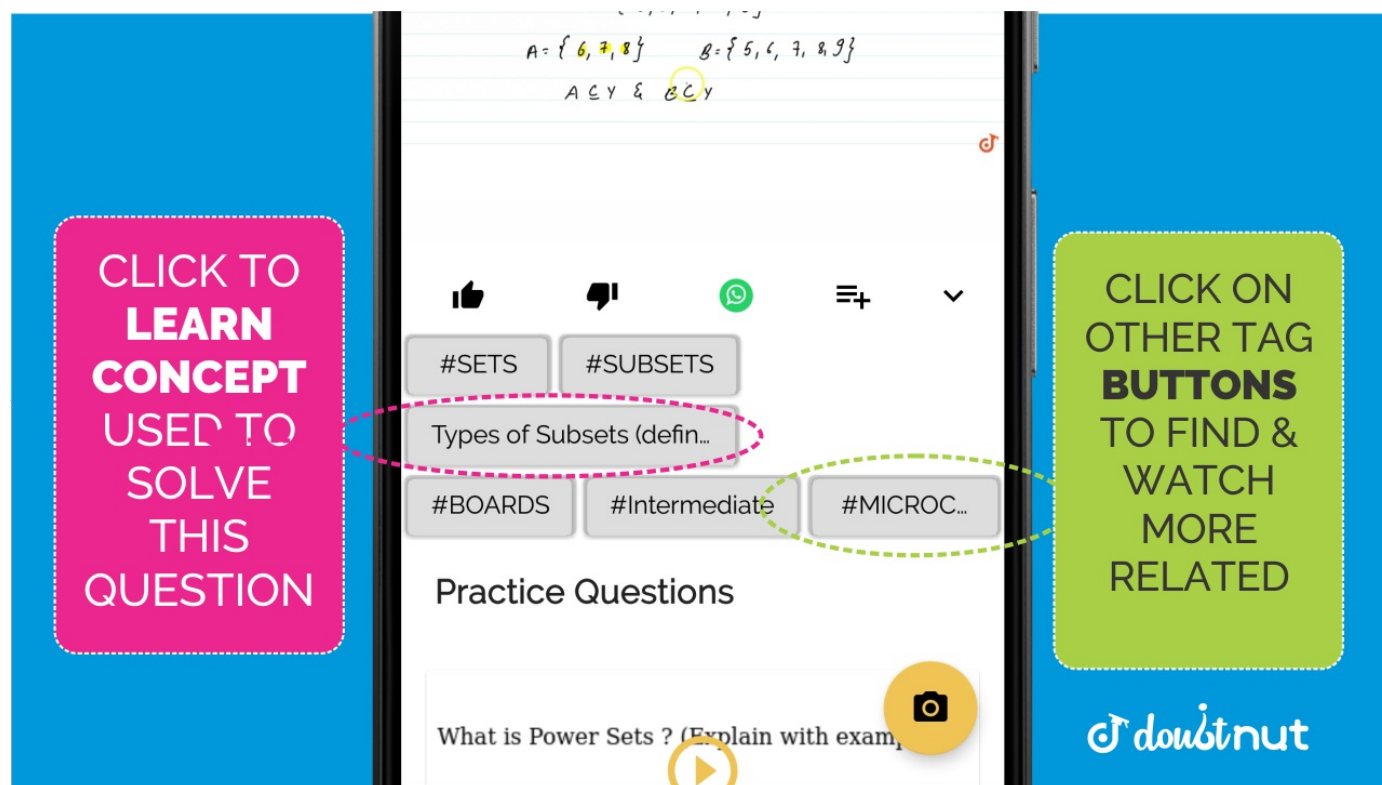 A = { 6, 7, 8 } B = { 5, 6, 7, 8, 9 }
A ⊆ Y & B ⊆ Y
CLICK TO
LEARN
CONCEPT
USED TO
SOLVE
THIS
QUESTION
#SETS #SUBSETS
Types of Subsets (defin...
#BOARDS #Intermediate #MICROC...
Practice Questions
What is Power Sets ? (Explain with exam
CLICK ON
OTHER TAG
BUTTONS
TO FIND &
WATCH
MORE
RELATED
doubtnut